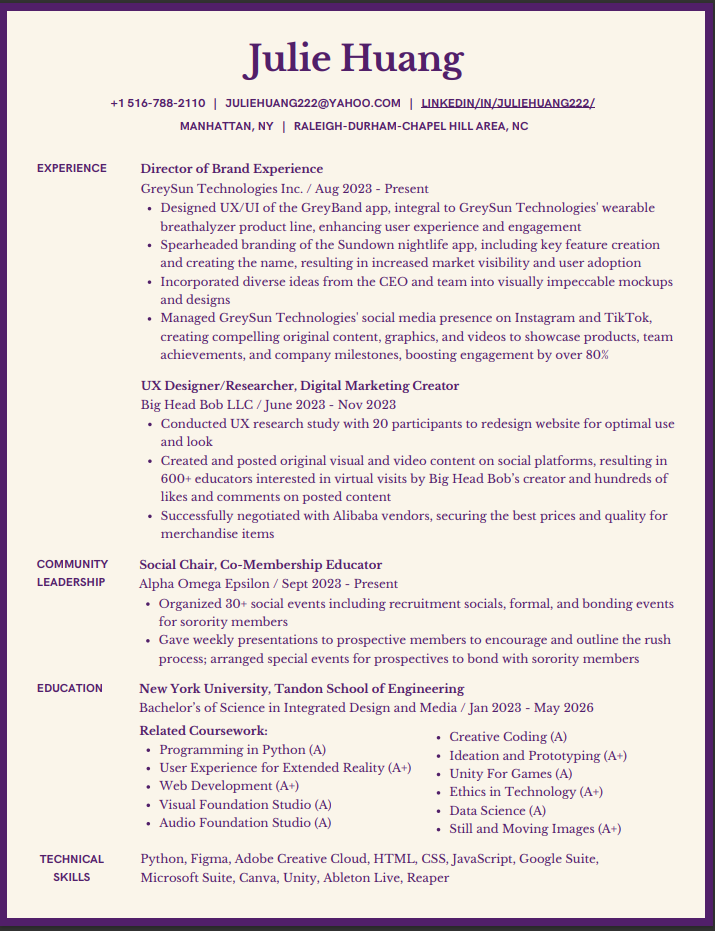 Julie Huang
+1 516-788-2110 | JULIEHUANG222@YAHOO.COM | LINKEDIN/IN/JULIEHUANG222/
MANHATTAN, NY | RALEIGH-DURHAM-CHAPEL HILL AREA, NC
EXPERIENCE
Director of Brand Experience
GreySun Technologies Inc. / Aug 2023 - Present
• Designed UX/UI of the GreyBand app, integral to GreySun Technologies' wearable
breathalyzer product line, enhancing user experience and engagement
• Spearheaded branding of the Sundown nightlife app, including key feature creation
and creating the name, resulting in increased market visibility and user adoption
• Incorporated diverse ideas from the CEO and team into visually impeccable mockups
and designs
• Managed GreySun Technologies' social media presence on Instagram and TikTok,
creating compelling original content, graphics, and videos to showcase products, team
achievements, and company milestones, boosting engagement by over 80%
UX Designer/Researcher, Digital Marketing Creator
Big Head Bob LLC / June 2023 - Nov 2023
• Conducted UX research study with 20 participants to redesign website for optimal use
and look
• Created and posted original visual and video content on social platforms, resulting in
600+ educators interested in virtual visits by Big Head Bob's creator and hundreds of
likes and comments on posted content
• Successfully negotiated with Alibaba vendors, securing the best prices and quality for
merchandise items
COMMUNITY
LEADERSHIP
Social Chair, Co-Membership Educator
Alpha Omega Epsilon / Sept 2023 - Present
• Organized 30+ social events including recruitment socials, formal, and bonding events
for sorority members
• Gave weekly presentations to prospective members to encourage and outline the rush
process; arranged special events for prospectives to bond with sorority members
EDUCATION
New York University, Tandon School of Engineering
Bachelor's of Science in Integrated Design and Media / Jan 2023 - May 2026
Related Coursework:
• Programming in Python (A)
• User Experience for Extended Reality (A+)
• Web Development (A+)
• Visual Foundation Studio (A)
• Audio Foundation Studio (A)
• Creative Coding (A)
• Ideation and Prototyping (A+)
• Unity For Games (A)
• Ethics in Technology (A+)
• Data Science (A)
• Still and Moving Images (A+)
TECHNICAL
SKILLS
Python, Figma, Adobe Creative Cloud, HTML, CSS, JavaScript, Google Suite,
Microsoft Suite, Canva, Unity, Ableton Live, Reaper